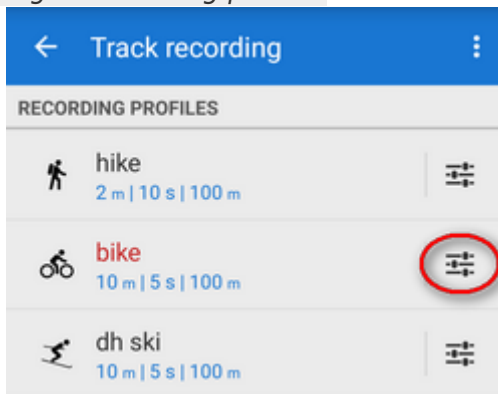 Track recording
RECORDING PROFILES
hike
2 m | 10 s | 100 m
bike
10 m | 5 s | 100 m
dh ski
10 m | 5 s | 100 m